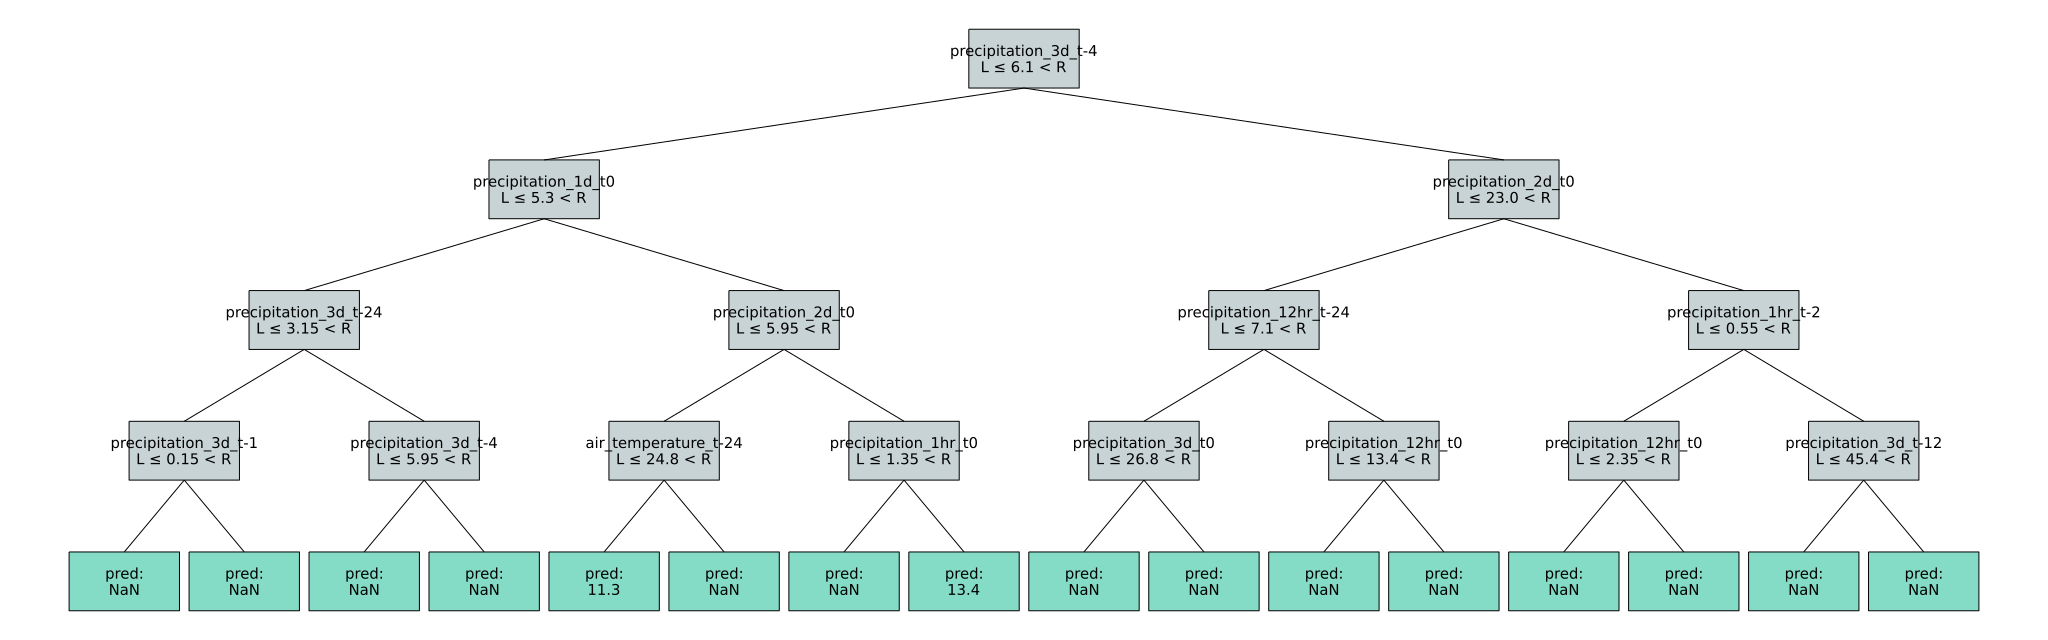 precipitation_3d_t-4
L ≤ 6.1 < R
precipitation_1d_t0
L ≤ 5.3 < R
precipitation_2d_t0
L ≤ 23.0 < R
precipitation_3d_t-24
L ≤ 3.15 < R
precipitation_2d_t0
L ≤ 5.95 < R
precipitation_12hr_t-24
L ≤ 7.1 < R
precipitation_1hr_t-2
L ≤ 0.55 < R
precipitation_3d_t-1
L ≤ 0.15 < R
precipitation_3d_t-4
L ≤ 5.95 < R
air_temperature_t-24
L ≤ 24.8 < R
precipitation_1hr_t0
L ≤ 1.35 < R
precipitation_3d_t0
L ≤ 26.8 < R
precipitation_12hr_t0
L ≤ 13.4 < R
precipitation_12hr_t0
L ≤ 2.35 < R
precipitation_3d_t-12
L ≤ 45.4 < R
pred:
NaN
pred:
NaN
pred:
NaN
pred:
NaN
pred:
11.3
pred:
NaN
pred:
NaN
pred:
13.4
pred:
NaN
pred:
NaN
pred:
NaN
pred:
NaN
pred:
NaN
pred:
NaN
pred:
NaN
pred:
NaN